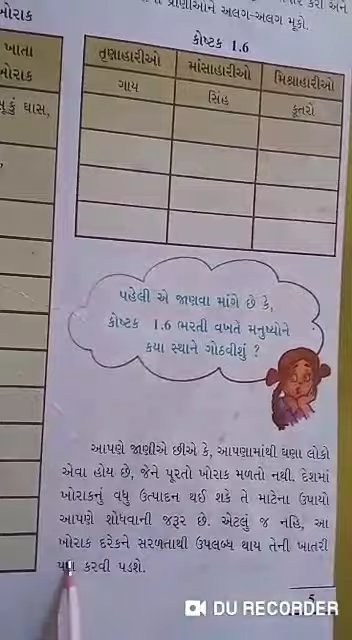 પ્રાણીઓને અલગ-અલગ મૂકો.
ખોરાક
કોષ્ટક 1.6
ખાતા
ખોરાક
સૂકું ઘાસ,
તૃણાહારીઓ માંસાહારીઓ મિશ્રાહારીઓ
ગાય સિંહ કૂતરો
પહેલી એ જાણવા માંગે છે કે,
કોષ્ટક 1.6 ભરતી વખતે મનુષ્યોને
કયા સ્થાને ગોઠવીશું ?
આપણે જાણીએ છીએ કે, આપણામાંથી ઘણા લોકો
એવા હોય છે, જેને પૂરતો ખોરાક મળતો નથી. દેશમાં
ખોરાકનું વધુ ઉત્પાદન થઈ શકે તે માટેના ઉપાયો
આપણે શોધવાની જરૂર છે. એટલું જ નહિ, આ
ખોરાક દરેકને સરળતાથી ઉપલબ્ધ થાય તેની ખાતરી
પણ કરવી પડશે.
5
DU RECORDER